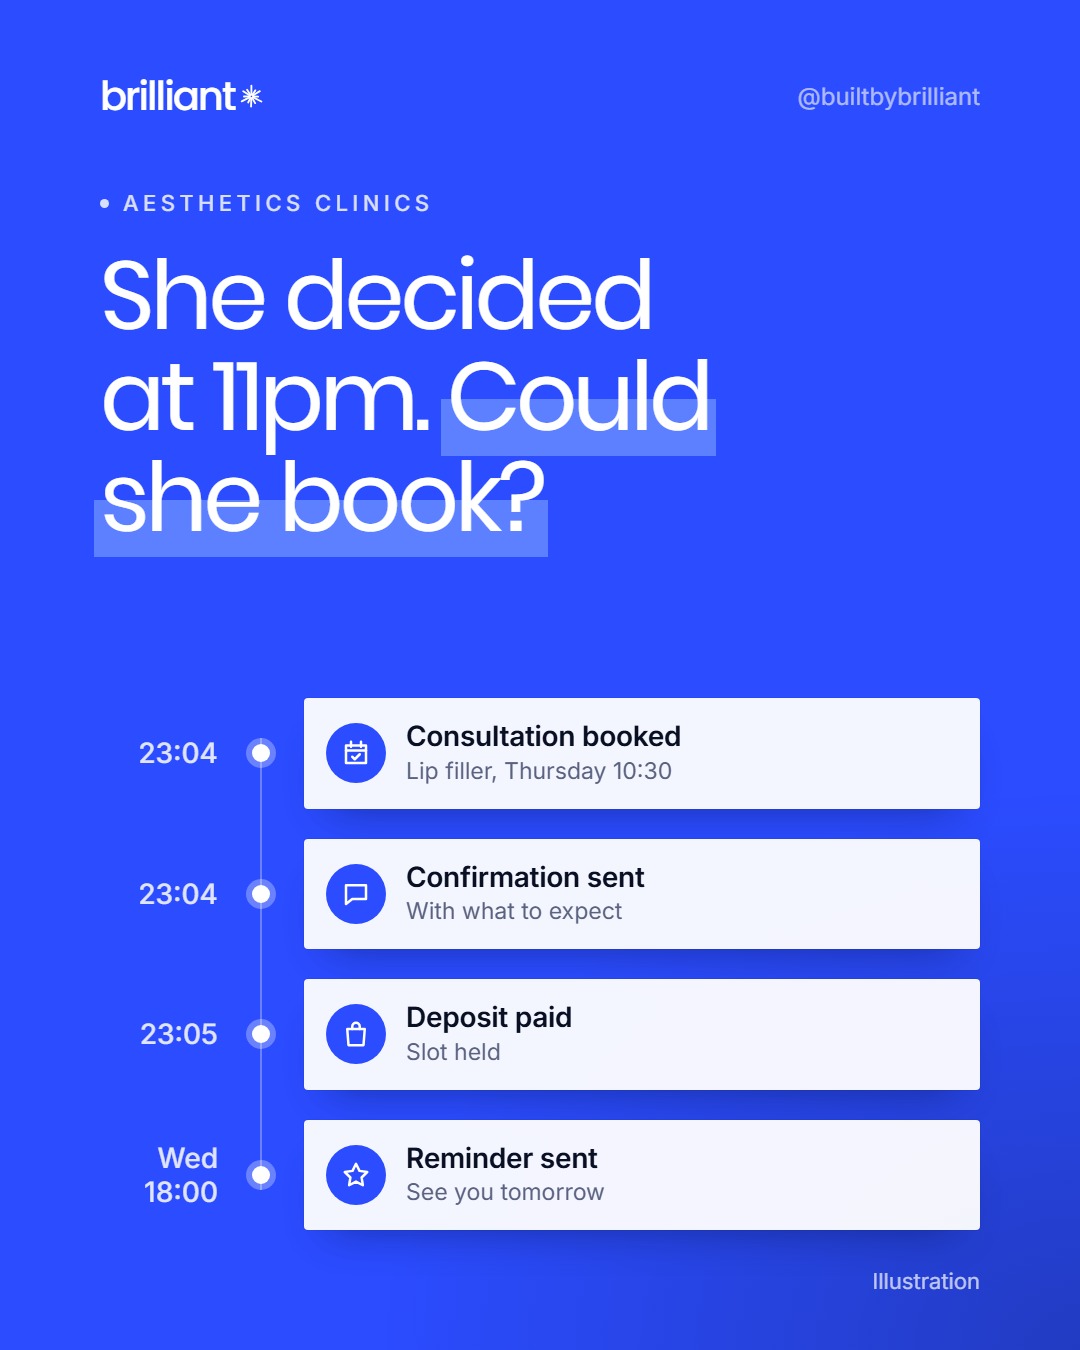 brilliant
@builtbybrilliant
AESTHETICS CLINICS
She decided
at 11pm. Could
she book?
23:04
Consultation booked
Lip filler, Thursday 10:30
23:04
Confirmation sent
With what to expect
23:05
Deposit paid
Slot held
Wed
18:00
Reminder sent
See you tomorrow
Illustration